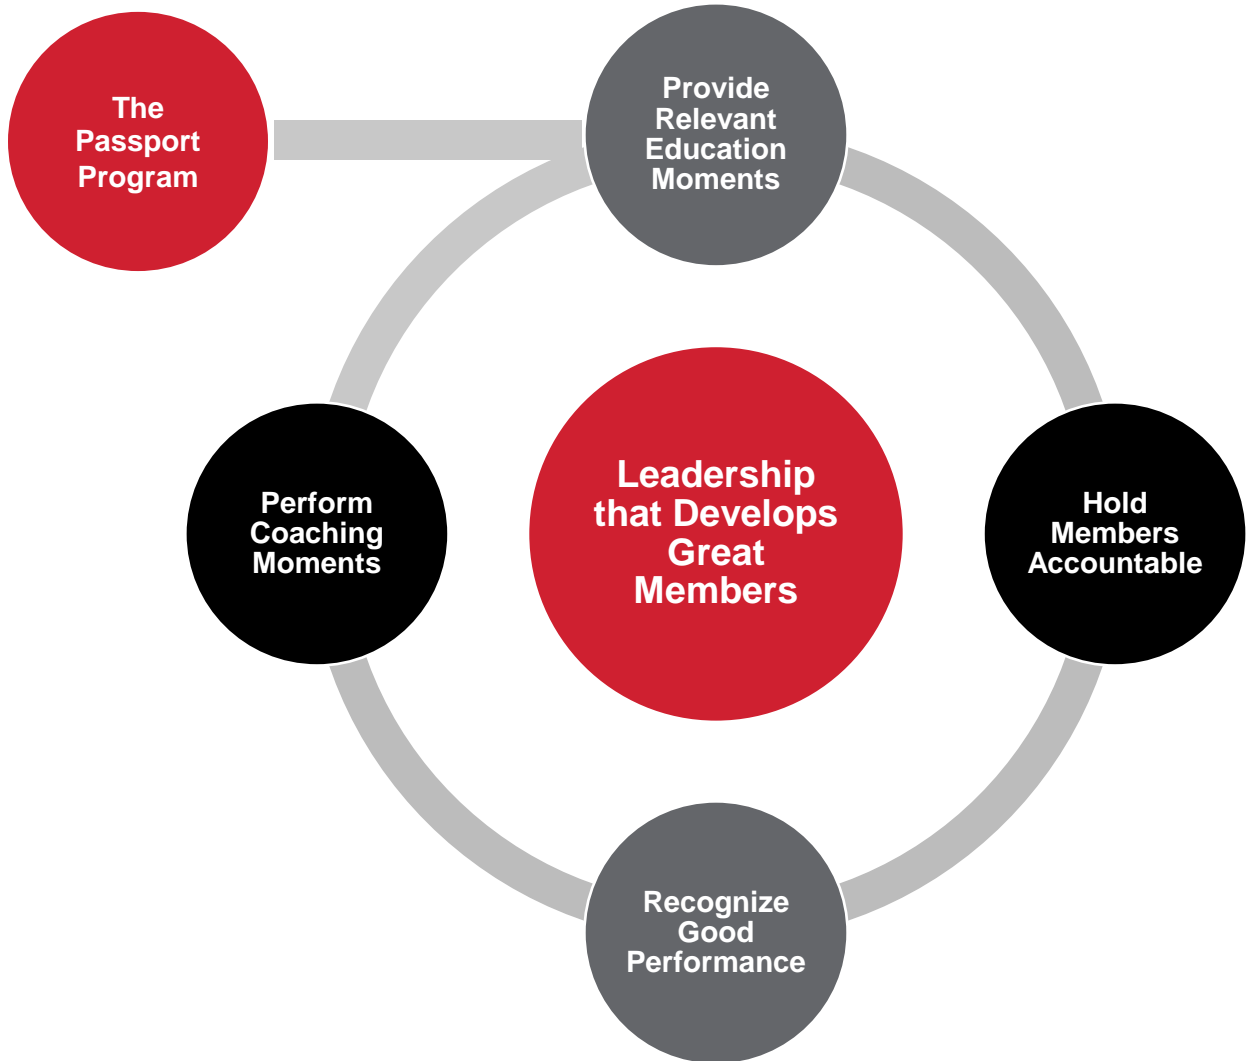 The
Passport
Program
Provide
Relevant
Education
Moments
Perform
Coaching
Moments
Leadership
that Develops
Great
Members
Hold
Members
Accountable
Recognize
Good
Performance